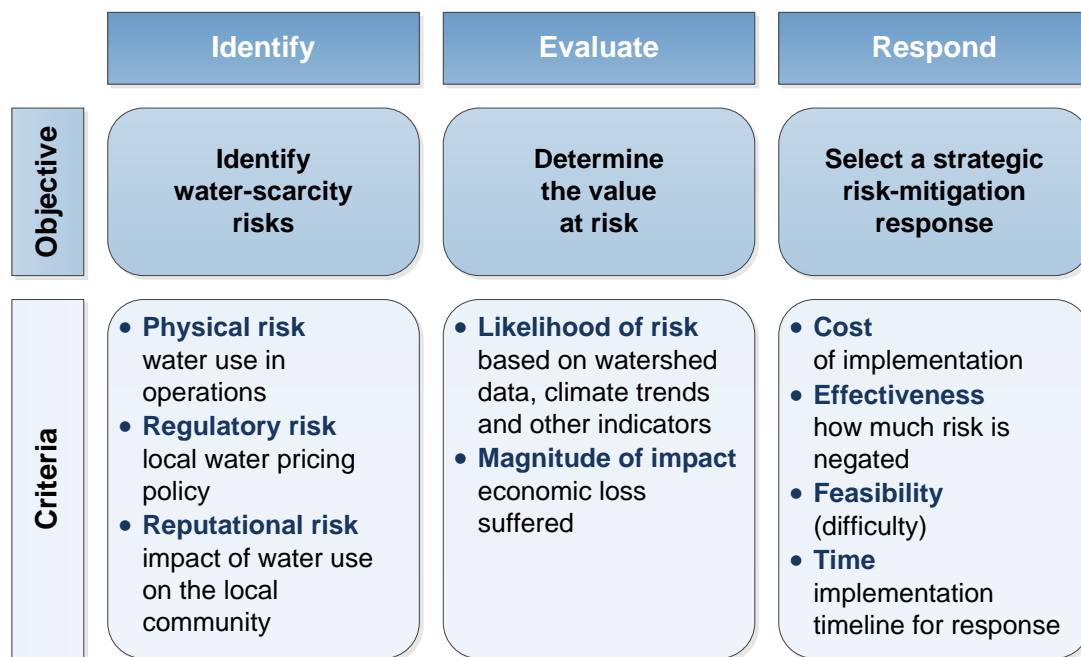 Identify
Evaluate
Respond
Objective
Identify
water-scarcity
risks
Determine
the value
at risk
Select a strategic
risk-mitigation
response
Criteria
• Physical risk
water use in
operations
• Regulatory risk
local water pricing
policy
• Reputational risk
impact of water use
on the local
community
• Likelihood of risk
based on watershed
data, climate trends
and other indicators
• Magnitude of impact
economic loss
suffered
• Cost
of implementation
• Effectiveness
how much risk is
negated
• Feasibility
(difficulty)
• Time
implementation
timeline for response